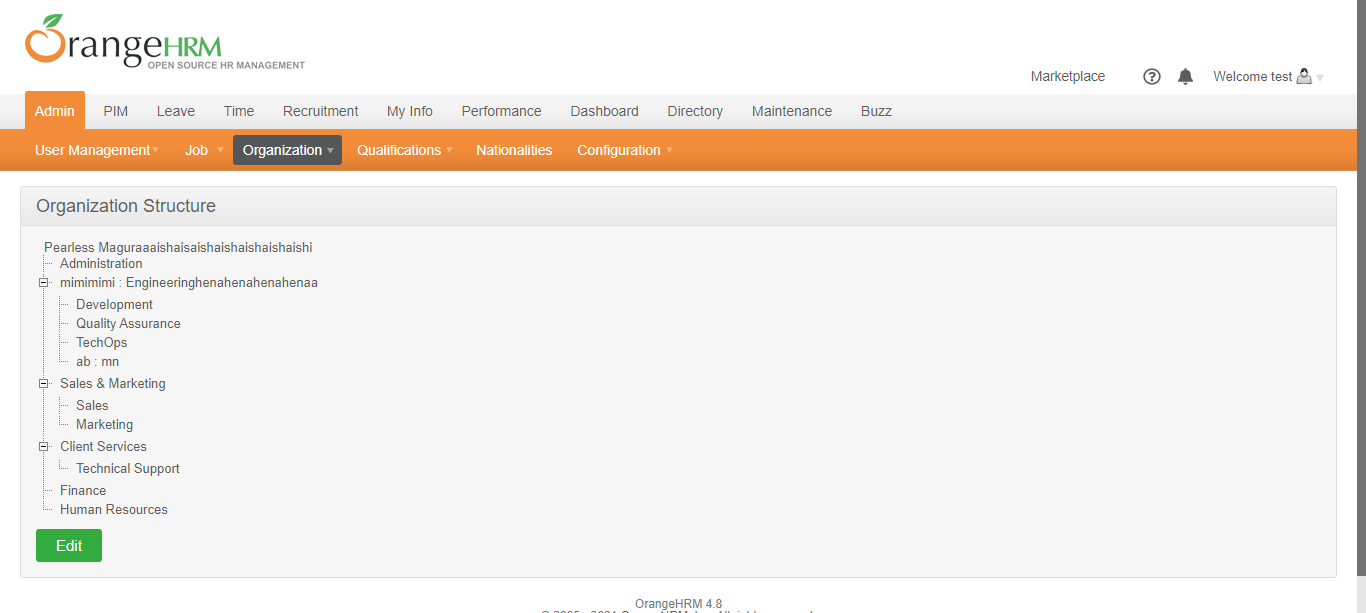 OrangeHRM
OPEN SOURCE HR MANAGEMENT
Marketplace ? Welcome test
Admin PIM Leave Time Recruitment My Info Performance Dashboard Directory Maintenance Buzz
User Management Job Organization Qualifications Nationalities Configuration
Organization Structure
Pearless Maguraaaishaisaishaishaishaishaishi
Administration
mimimimi : Engineeringhenahenahenahenaa
Development
Quality Assurance
TechOps
ab : mn
Sales & Marketing
Sales
Marketing
Client Services
Technical Support
Finance
Human Resources
Edit
OrangeHRM 4.8